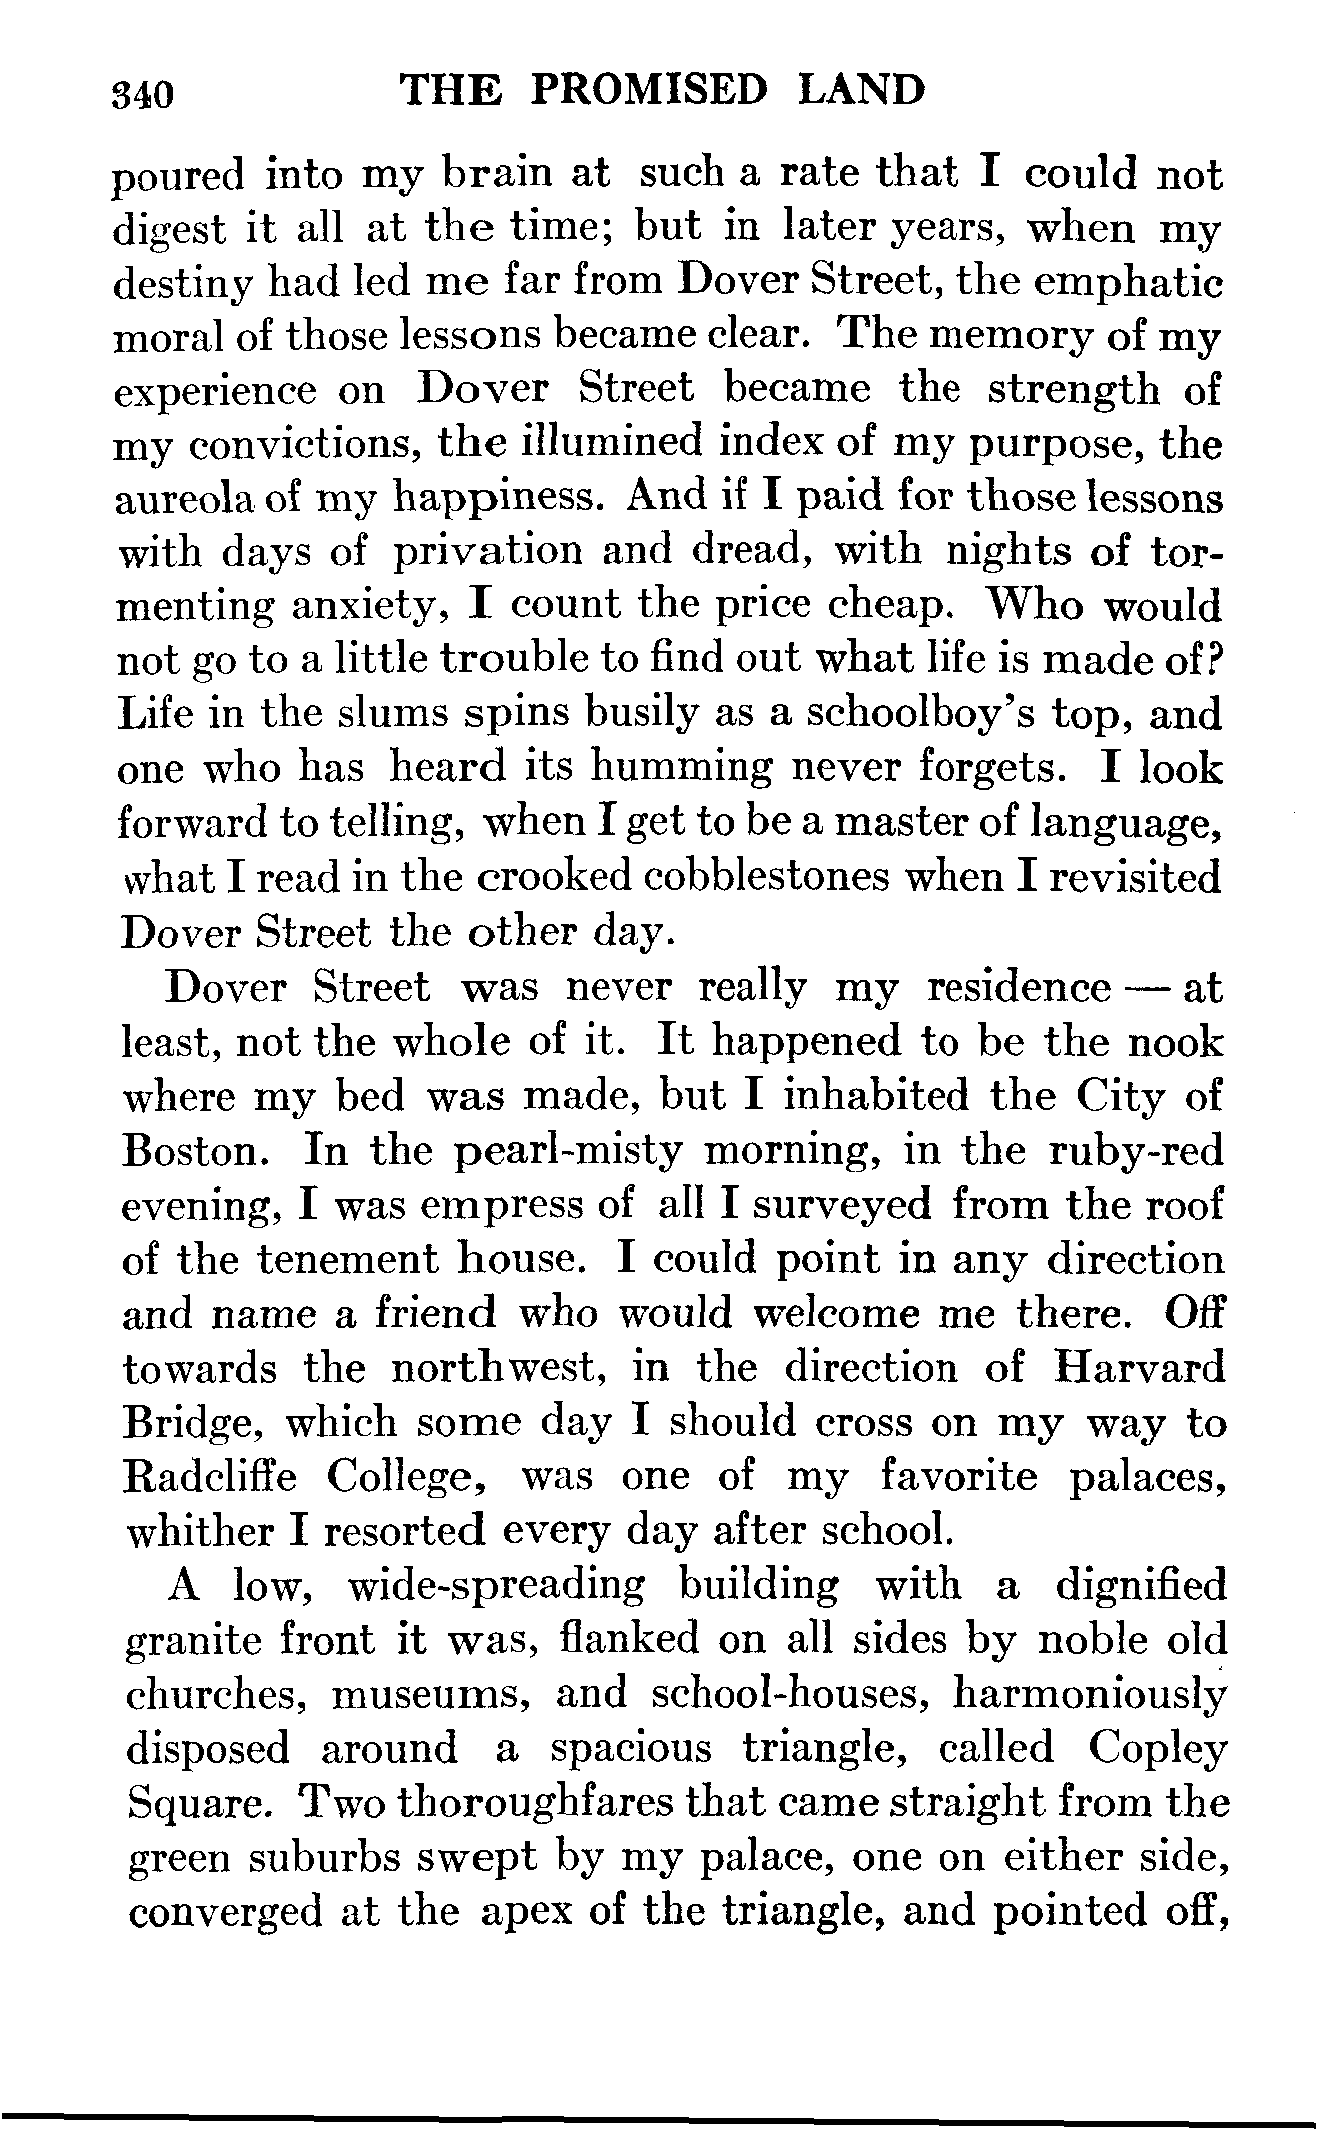 340 THE PROMISED LAND
poured into my brain at such a rate that I could not
digest it all at the time; but in later years, when my
destiny had led me far from Dover Street, the emphatic
moral of those lessons became clear. The memory of my
experience on Dover Street became the strength of
my convictions, the illumined index of my purpose, the
aureola of my happiness. And if I paid for those lessons
with days of privation and dread, with nights of tor-
menting anxiety, I count the price cheap. Who would
not go to a little trouble to find out what life is made of?
Life in the slums spins busily as a schoolboy's top, and
one who has heard its humming never forgets. I look
forward to telling, when I get to be a master of language,
what I read in the crooked cobblestones when I revisited
Dover Street the other day.
Dover Street was never really my residence — at
least, not the whole of it. It happened to be the nook
where my bed was made, but I inhabited the City of
Boston. In the pearl-misty morning, in the ruby-red
evening, I was empress of all I surveyed from the roof
of the tenement house. I could point in any direction
and name a friend who would welcome me there. Off
towards the northwest, in the direction of Harvard
Bridge, which some day I should cross on my way to
Radcliffe College, was one of my favorite palaces,
whither I resorted every day after school.
A low, wide-spreading building with a dignified
granite front it was, flanked on all sides by noble old
churches, museums, and school-houses, harmoniously
disposed around a spacious triangle, called Copley
Square. Two thoroughfares that came straight from the
green suburbs swept by my palace, one on either side,
converged at the apex of the triangle, and pointed off,